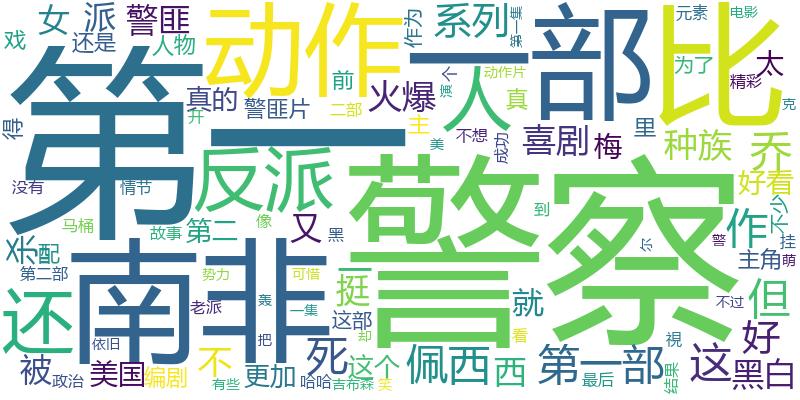 戏 女 派 警匪 动作 作为 系列 第一集 元素 电影
还是 人物 部 比 为了 太
第一 真的 前 火爆 演 个 动作片 精彩 克
得 警匪片 二部 人 真 里
升 主 不想 成功 喜剧 梅 种族 乔
没有 情节 反派 美 好看
马桶 故事 第二 像 又 黑 警察 到 作 不少
杀 配 第二部 南非 一 尔 警 主角 挂 萌
还 势力 可惜 挺 就 但
依旧 老派 轰 一集 这部 却 看 不过 好
被 政治 美国 编剧 不 把 死 这个 佩西 西 第一部 視 这 黑白
有些 更加 哈哈 吉布森 笑 最后 结果